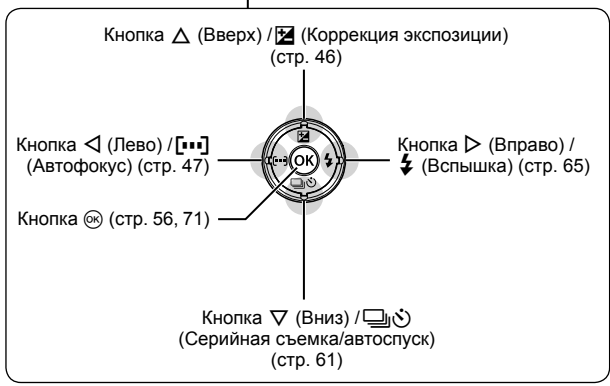 Кнопка △ (Вверх) / (Коррекция экспозиции)
(стр. 46)
Кнопка ◁ (Лево) / [▪▪▪]
(Автофокус) (стр. 47)
Кнопка ▷ (Вправо) /
⚡ (Вспышка) (стр. 65)
OK
Кнопка ⊛ (стр. 56, 71)
Кнопка ▽ (Вниз) /
(Серийная съемка/автоспуск)
(стр. 61)